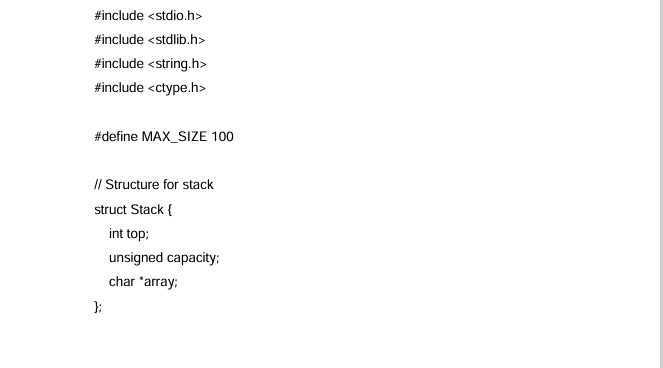 #include <stdio.h>
#include <stdlib.h>
#include <string.h>
#include <ctype.h>
#define MAX_SIZE 100
// Structure for stack
struct Stack {
int top;
unsigned capacity;
char *array;
};